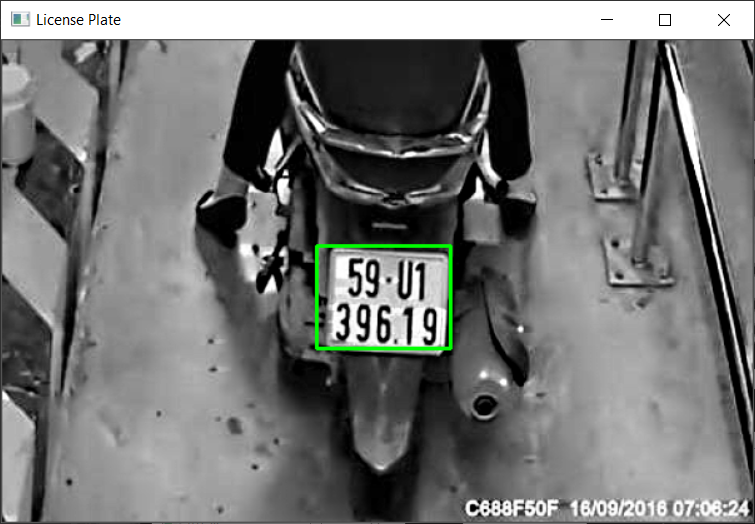 License Plate
59-U1
396.19
C688F50F 16/09/2016 07:06:24